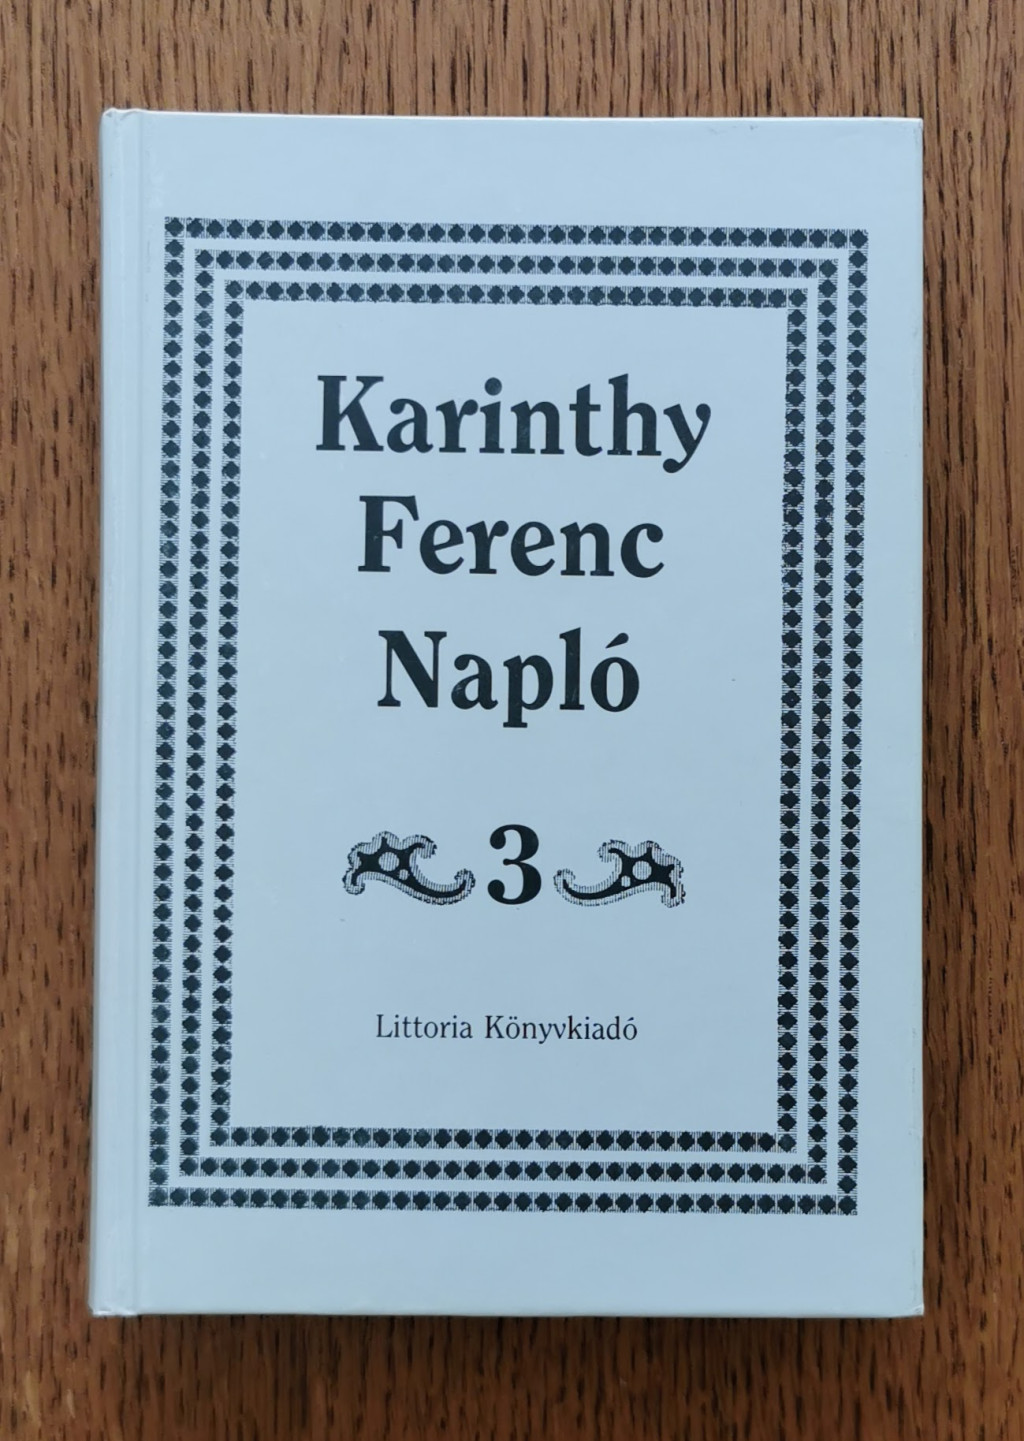 Karinthy
Ferenc
Napló
3
Littoria Könyvkiadó